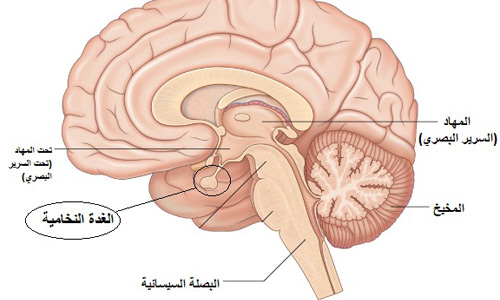 المهاد
(السرير البصري)
تحت المهاد
(تحت السرير
البصري)
الغدة النخامية
المخيخ
البصلة السيسائية